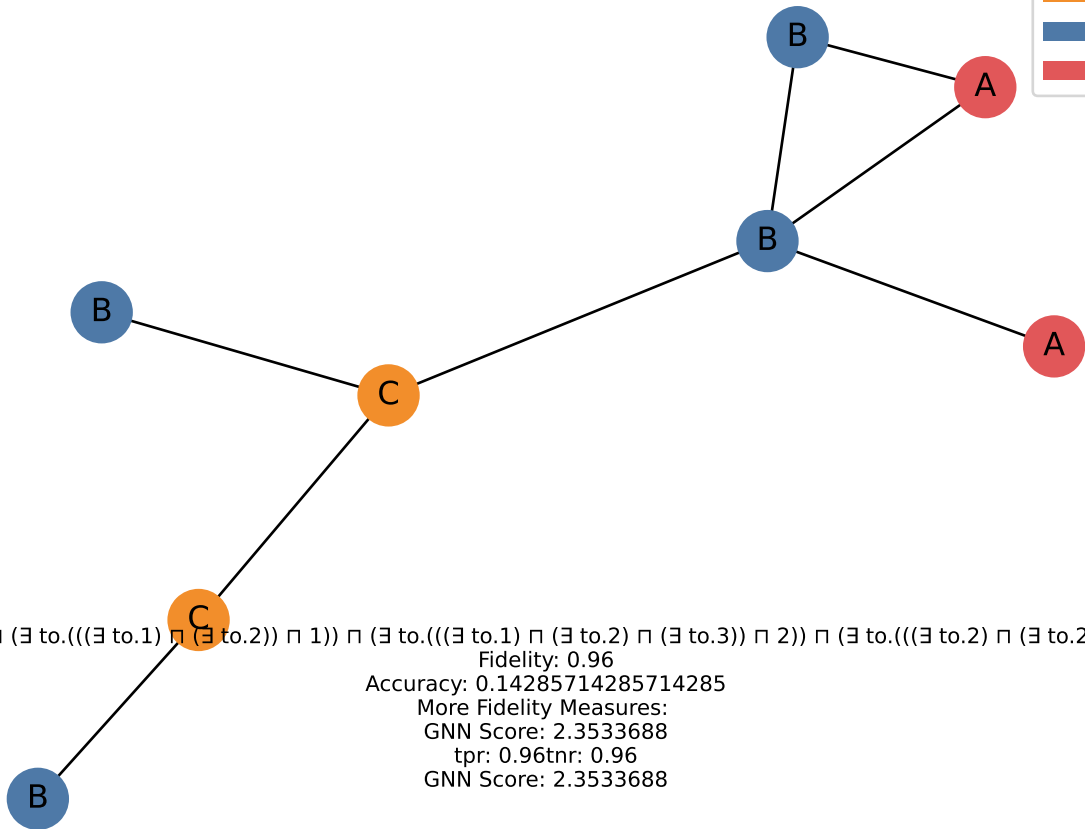 B
A
B
B
A
C
C
(∃ to.(((∃ to.1) ⊓ (∃ to.2)) ⊓ 1)) ⊓ (∃ to.(((∃ to.1) ⊓ (∃ to.2) ⊓ (∃ to.3)) ⊓ 2)) ⊓ (∃ to.(((∃ to.2) ⊓ (∃ to.2
Fidelity: 0.96
Accuracy: 0.14285714285714285
More Fidelity Measures:
GNN Score: 2.3533688
tpr: 0.96tnr: 0.96
GNN Score: 2.3533688
B